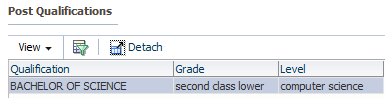 Post Qualifications
View Detach
Qualification Grade Level
BACHELOR OF SCIENCE second class lower computer science